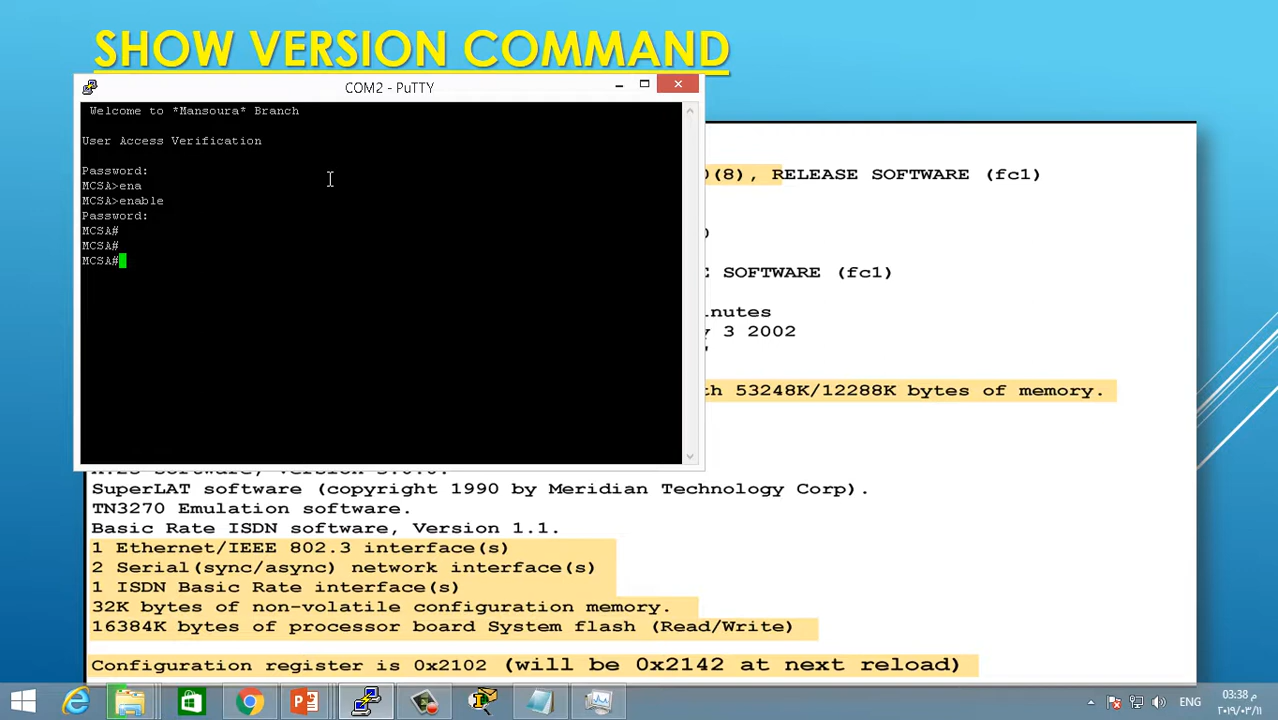 SHOW VERSION COMMAND
COM2 - PuTTY
Welcome to *Mansoura* Branch
User Access Verification
Password:
MCSA>ena
MCSA>enable
Password:
MCSA#
MCSA#
MCSA#
(8), RELEASE SOFTWARE (fc1)
SOFTWARE (fc1)
nutes
y 3 2002
th 53248K/12288K bytes of memory.
SuperLAT software (copyright 1990 by Meridian Technology Corp).
TN3270 Emulation software.
Basic Rate ISDN software, Version 1.1.
1 Ethernet/IEEE 802.3 interface(s)
2 Serial(sync/async) network interface(s)
1 ISDN Basic Rate interface(s)
32K bytes of non-volatile configuration memory.
16384K bytes of processor board System flash (Read/Write)
Configuration register is 0x2102 (will be 0x2142 at next reload)
ENG
03:38 م
٢٠١٩/٠٣/١١